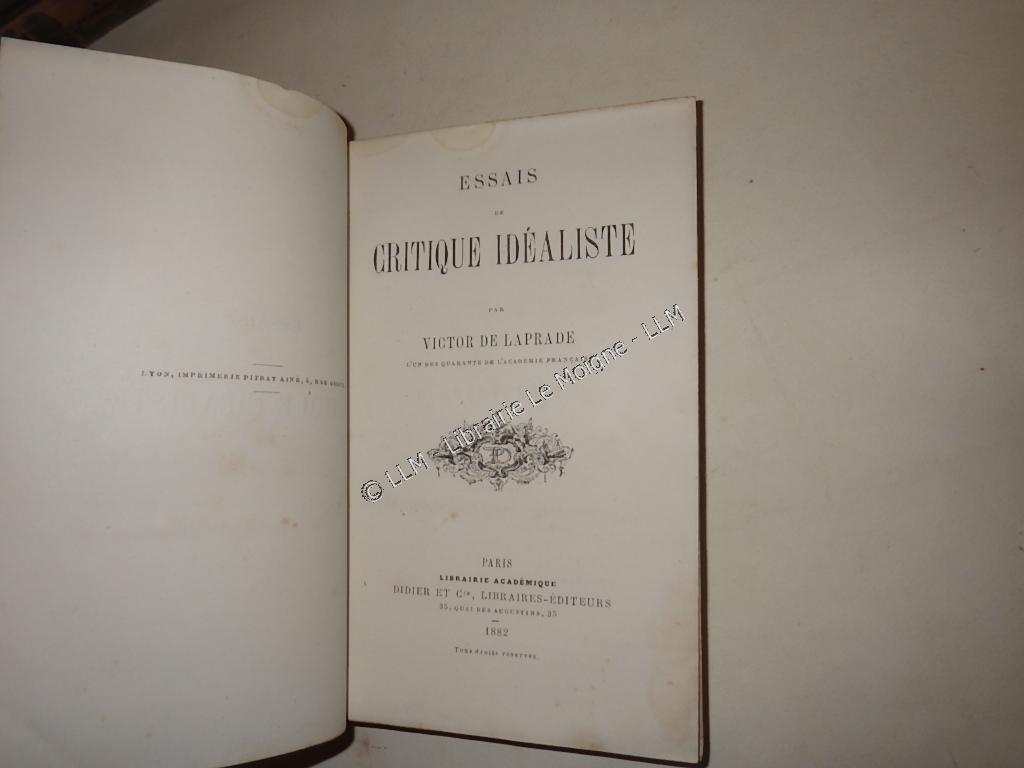 LYON, IMPRIMERIE PITRAT AINÉ, 4, RUE
ESSAIS
DE
CRITIQUE IDÉALISTE
PAR
VICTOR DE LAPRADE
L'UN DES QUARANTE DE L'ACADÉMIE FRANÇAI
© LLM - Librairie Le Moigne - LLM
PARIS
LIBRAIRIE ACADÉMIQUE
DIDIER ET Cie, LIBRAIRES-ÉDITEURS
35, QUAI DES AUGUSTINS, 35
1882
Tous droits réservés.